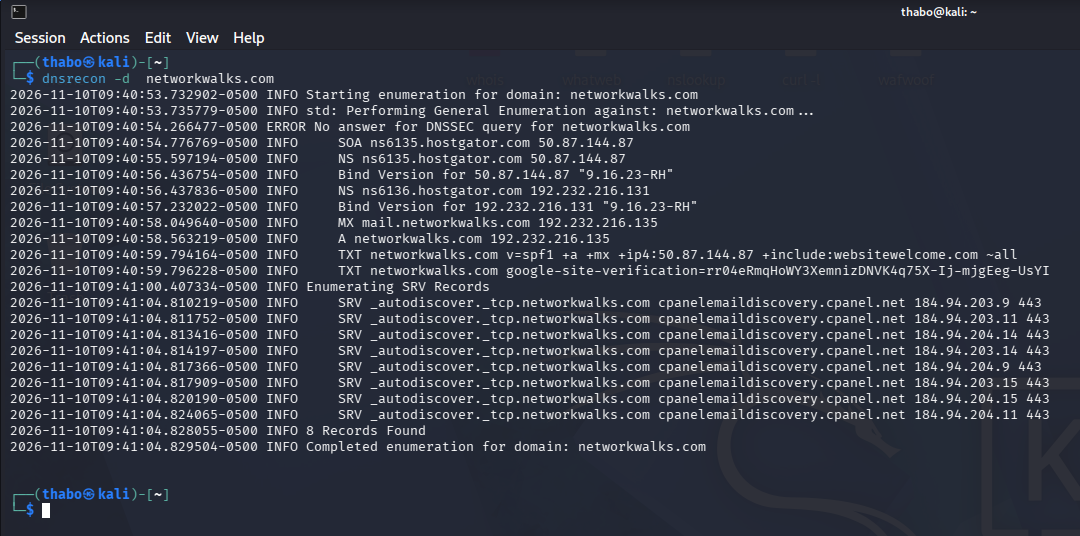 thabo@kali: ~
Session Actions Edit View Help
┌──(thabo㉿kali)-[~]
└─$ dnsrecon -d  networkwalks.com
whois whatweb nslookup curl -I wafwoof
2026-11-10T09:40:53.732902-0500 INFO Starting enumeration for domain: networkwalks.com
2026-11-10T09:40:53.735779-0500 INFO std: Performing General Enumeration against: networkwalks.com...
2026-11-10T09:40:54.266477-0500 ERROR No answer for DNSSEC query for networkwalks.com
2026-11-10T09:40:54.776769-0500 INFO     SOA ns6135.hostgator.com 50.87.144.87
2026-11-10T09:40:55.597194-0500 INFO     NS ns6135.hostgator.com 50.87.144.87
2026-11-10T09:40:56.436754-0500 INFO     Bind Version for 50.87.144.87 "9.16.23-RH"
2026-11-10T09:40:56.437836-0500 INFO     NS ns6136.hostgator.com 192.232.216.131
2026-11-10T09:40:57.232022-0500 INFO     Bind Version for 192.232.216.131 "9.16.23-RH"
2026-11-10T09:40:58.049640-0500 INFO     MX mail.networkwalks.com 192.232.216.135
2026-11-10T09:40:58.563219-0500 INFO     A networkwalks.com 192.232.216.135
2026-11-10T09:40:59.794164-0500 INFO     TXT networkwalks.com v=spf1 +a +mx +ip4:50.87.144.87 +include:websitewelcome.com ~all
2026-11-10T09:40:59.796228-0500 INFO     TXT networkwalks.com google-site-verification=rr04eRmqHoWY3XemnizDNVK4q75X-Ij-mjgEeg-UsYI
2026-11-10T09:41:00.407334-0500 INFO Enumerating SRV Records
2026-11-10T09:41:04.810219-0500 INFO     SRV _autodiscover._tcp.networkwalks.com cpanelemaildiscovery.cpanel.net 184.94.203.9 443
2026-11-10T09:41:04.811752-0500 INFO     SRV _autodiscover._tcp.networkwalks.com cpanelemaildiscovery.cpanel.net 184.94.203.11 443
2026-11-10T09:41:04.813416-0500 INFO     SRV _autodiscover._tcp.networkwalks.com cpanelemaildiscovery.cpanel.net 184.94.204.14 443
2026-11-10T09:41:04.814197-0500 INFO     SRV _autodiscover._tcp.networkwalks.com cpanelemaildiscovery.cpanel.net 184.94.203.14 443
2026-11-10T09:41:04.817366-0500 INFO     SRV _autodiscover._tcp.networkwalks.com cpanelemaildiscovery.cpanel.net 184.94.204.9 443
2026-11-10T09:41:04.817909-0500 INFO     SRV _autodiscover._tcp.networkwalks.com cpanelemaildiscovery.cpanel.net 184.94.203.15 443
2026-11-10T09:41:04.820190-0500 INFO     SRV _autodiscover._tcp.networkwalks.com cpanelemaildiscovery.cpanel.net 184.94.204.15 443
2026-11-10T09:41:04.824065-0500 INFO     SRV _autodiscover._tcp.networkwalks.com cpanelemaildiscovery.cpanel.net 184.94.204.11 443
2026-11-10T09:41:04.828055-0500 INFO 8 Records Found
2026-11-10T09:41:04.829504-0500 INFO Completed enumeration for domain: networkwalks.com
┌──(thabo㉿kali)-[~]
└─$